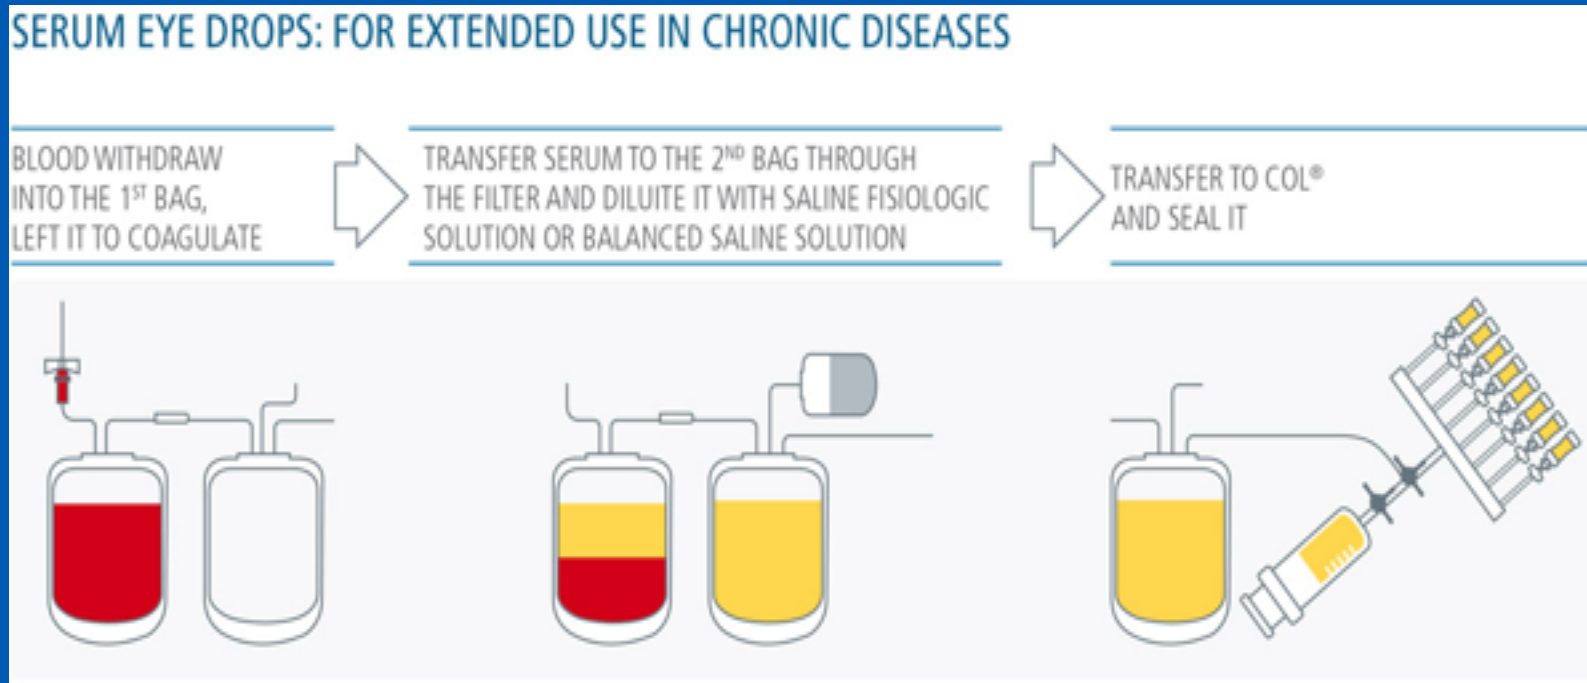 SERUM EYE DROPS: FOR EXTENDED USE IN CHRONIC DISEASES
BLOOD WITHDRAW
INTO THE 1ST BAG,
LEFT IT TO COAGULATE
TRANSFER SERUM TO THE 2ND BAG THROUGH
THE FILTER AND DILUITE IT WITH SALINE FISIOLOGIC
SOLUTION OR BALANCED SALINE SOLUTION
TRANSFER TO COL®
AND SEAL IT